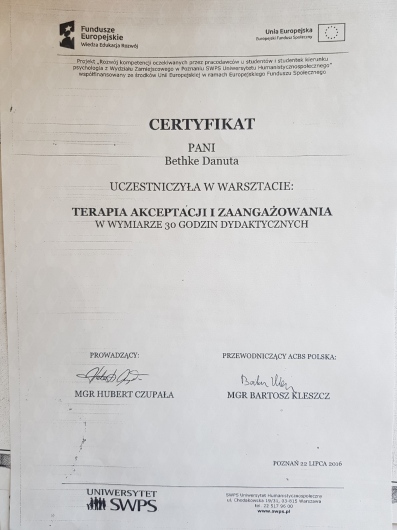 Fundusze
Europejskie
Wiedza Edukacja Rozwój
Unia Europejska
Europejski Fundusz Społeczny
Projekt „Rozwój kompetencji oczekiwanych przez pracodawców u studentów i studentek kierunku
psychologia z Wydziału Zamiejscowego w Poznaniu SWPS Uniwersytetu Humanistycznospołecznego"
współfinansowany ze środków Unii Europejskiej w ramach Europejskiego Funduszu Społecznego
CERTYFIKAT
PANI
Bethke Danuta
UCZESTNICZYŁA W WARSZTACIE:
TERAPIA AKCEPTACJI I ZAANGAŻOWANIA
W WYMIARZE 30 GODZIN DYDAKTYCZNYCH
PROWADZĄCY:
PRZEWODNICZĄCY ACBS POLSKA:
MGR HUBERT CZUPAŁA
MGR BARTOSZ KLESZCZ
POZNAŃ 22 LIPCA 2016
UNIWERSYTET
SWPS
SWPS Uniwersytet Humanistycznospołeczny
ul. Chodakowska 19/31, 03-815 Warszawa
tel. 22 517 96 00
www.swps.pl